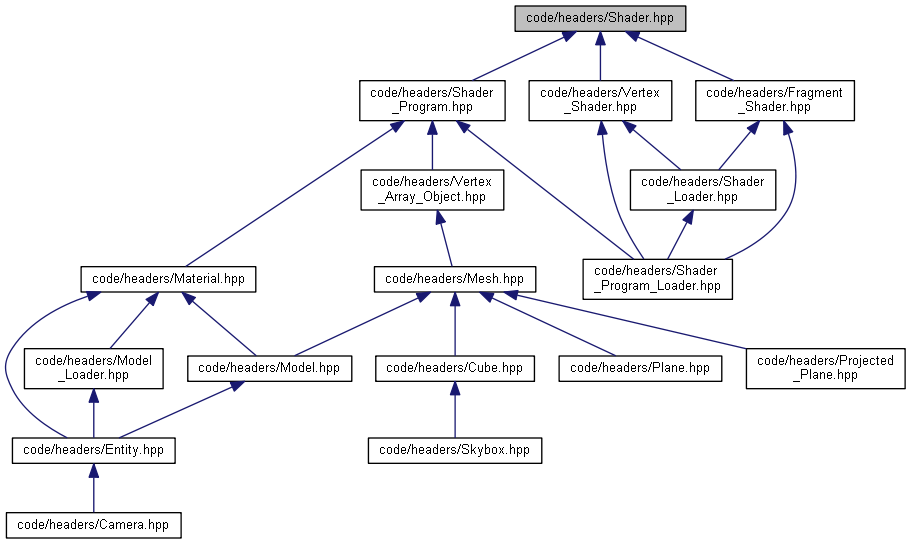 code/headers/Shader.hpp
code/headers/Shader
_Program.hpp
code/headers/Vertex
_Shader.hpp
code/headers/Fragment
_Shader.hpp
code/headers/Vertex
_Array_Object.hpp
code/headers/Shader
_Loader.hpp
code/headers/Material.hpp
code/headers/Mesh.hpp
code/headers/Shader
_Program_Loader.hpp
code/headers/Model
_Loader.hpp
code/headers/Model.hpp
code/headers/Cube.hpp
code/headers/Plane.hpp
code/headers/Projected
_Plane.hpp
code/headers/Entity.hpp
code/headers/Skybox.hpp
code/headers/Camera.hpp